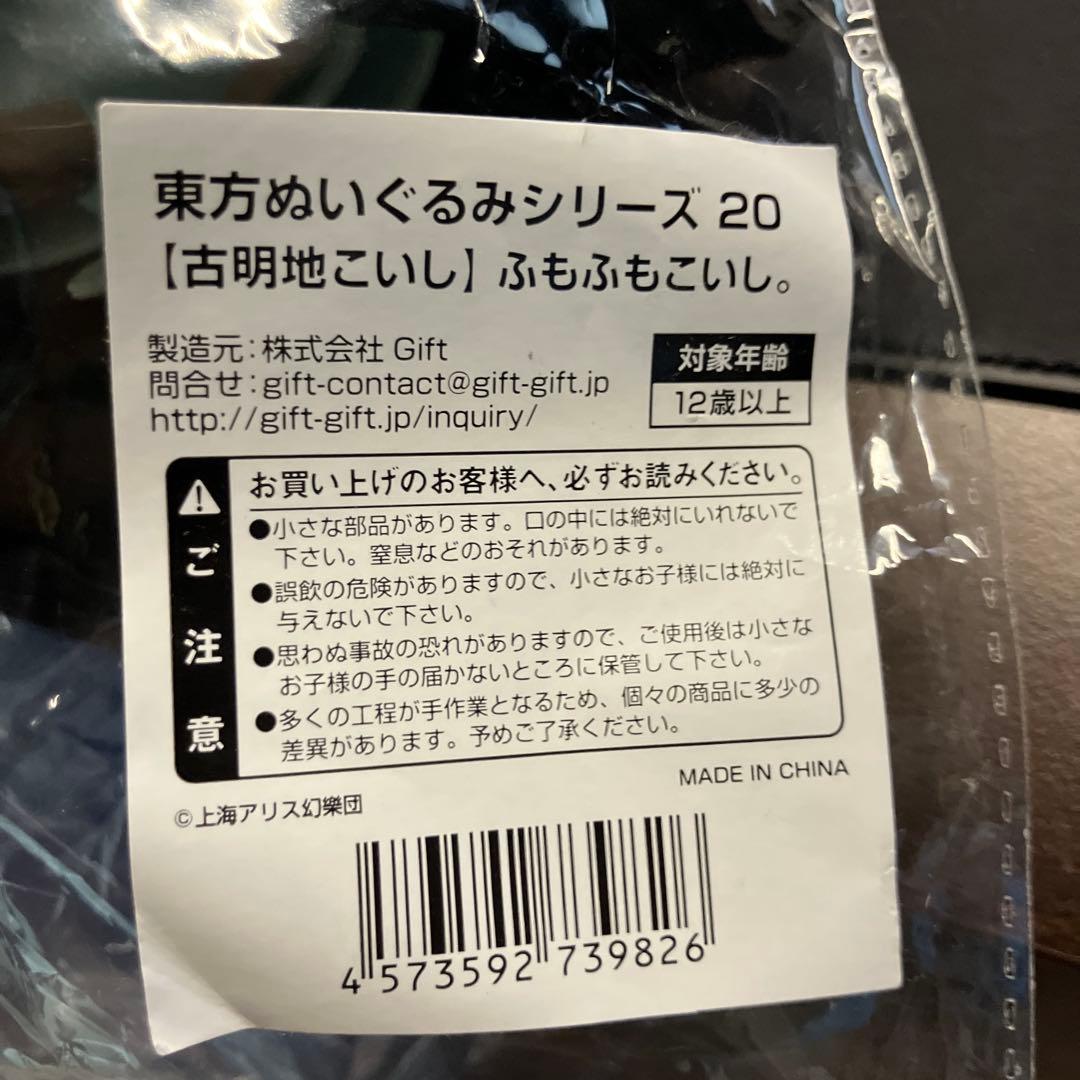 東方ぬいぐるみシリーズ 20
【古明地こいし】ふもふもこいし。
製造元:株式会社 Gift
問合せ:gift-contact@gift-gift.jp
http://gift-gift.jp/inquiry/
対象年齢
12歳以上
ご注意
お買い上げのお客様へ、必ずお読みください。
●小さな部品があります。口の中には絶対にいれないで
下さい。窒息などのおそれがあります。
●誤飲の危険がありますので、小さなお子様には絶対に
与えないで下さい。
●思わぬ事故の恐れがありますので、ご使用後は小さな
お子様の手の届かないところに保管して下さい。
●多くの工程が手作業となるため、個々の商品に多少の
差異があります。予めご了承ください。
MADE IN CHINA
©上海アリス幻樂団
4 573592 739826